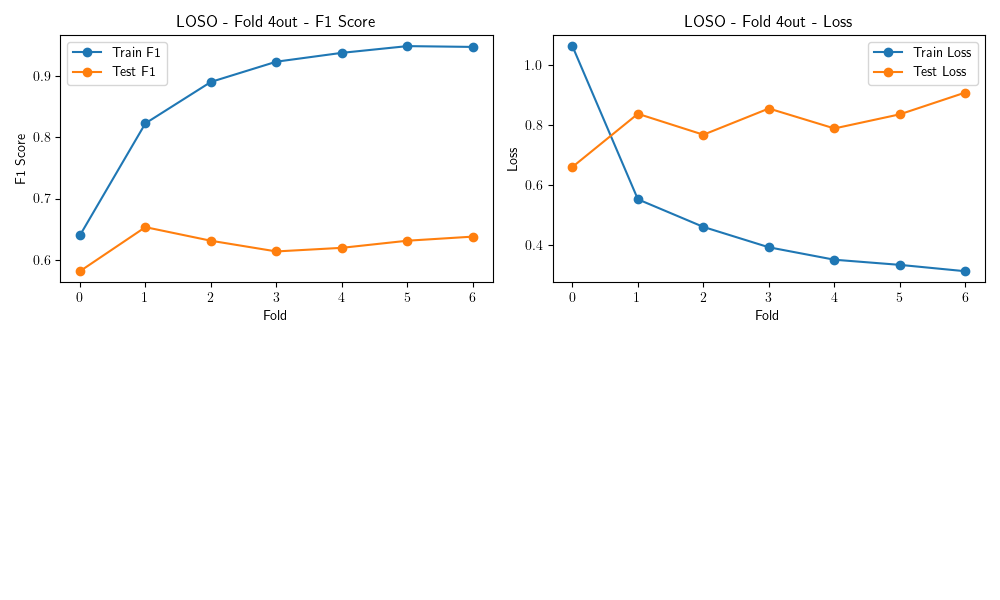 LOSO - Fold 4out - F1 Score
Train F1
Test F1
F1 Score
0.9
0.8
0.7
0.6
0 1 2 3 4 5 6
Fold
LOSO - Fold 4out - Loss
Train Loss
Test Loss
Loss
1.0
0.8
0.6
0.4
0 1 2 3 4 5 6
Fold